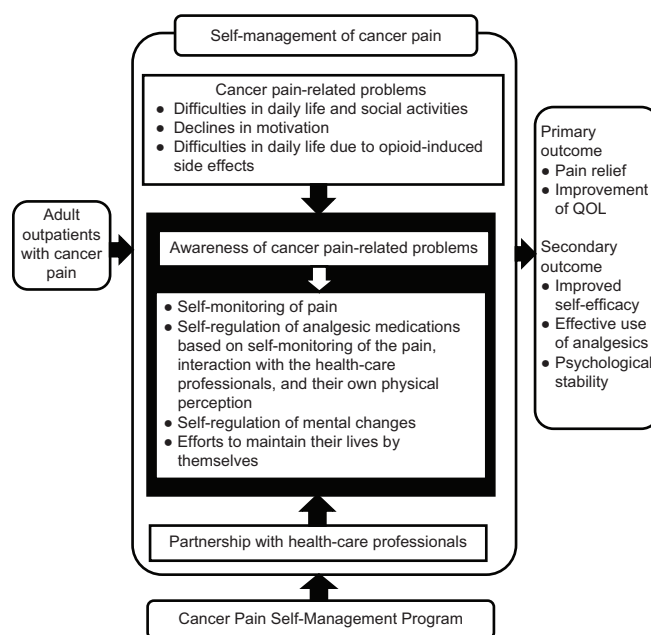 Self-management of cancer pain
Cancer pain-related problems
● Difficulties in daily life and social activities
● Declines in motivation
● Difficulties in daily life due to opioid-induced
side effects
Adult
outpatients
with cancer
pain
Awareness of cancer pain-related problems
● Self-monitoring of pain
● Self-regulation of analgesic medications
based on self-monitoring of the pain,
interaction with the health-care
professionals, and their own physical
perception
● Self-regulation of mental changes
● Efforts to maintain their lives by
themselves
Partnership with health-care professionals
Cancer Pain Self-Management Program
Primary
outcome
● Pain relief
● Improvement
of QOL
Secondary
outcome
● Improved
self-efficacy
● Effective use
of analgesics
● Psychological
stability